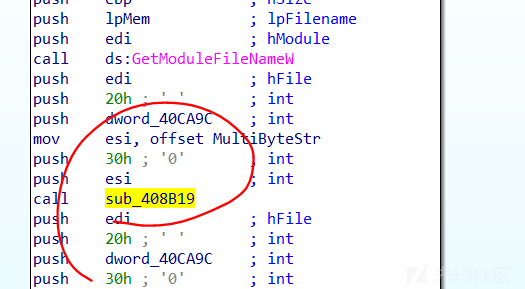 push ebp ; nSize
push lpMem ; lpFilename
push edi ; hModule
call ds:GetModuleFileNameW
push edi ; hFile
push 20h ; ' ' ; int
push dword_40CA9C ; int
mov esi, offset MultiByteStr
push 30h ; '0' ; int
push esi ; int
call sub_408B19
push edi ; hFile
push 20h ; ' ' ; int
push dword_40CA9C ; int
push 30h ; '0' ; int